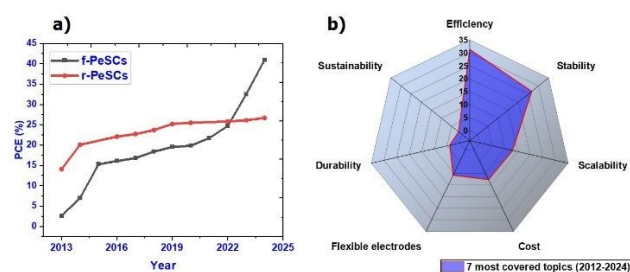 a)
f-PeSCs
r-PeSCs
PCE (%)
45
40
35
30
25
20
15
10
5
0
2013
2016
2019
2022
2025
Year
b)
Efficiency
35
30
25
20
15
10
5
0
Stability
Scalability
Cost
Flexible electrodes
Durability
Sustainability
7 most covered topics (2012-2024)